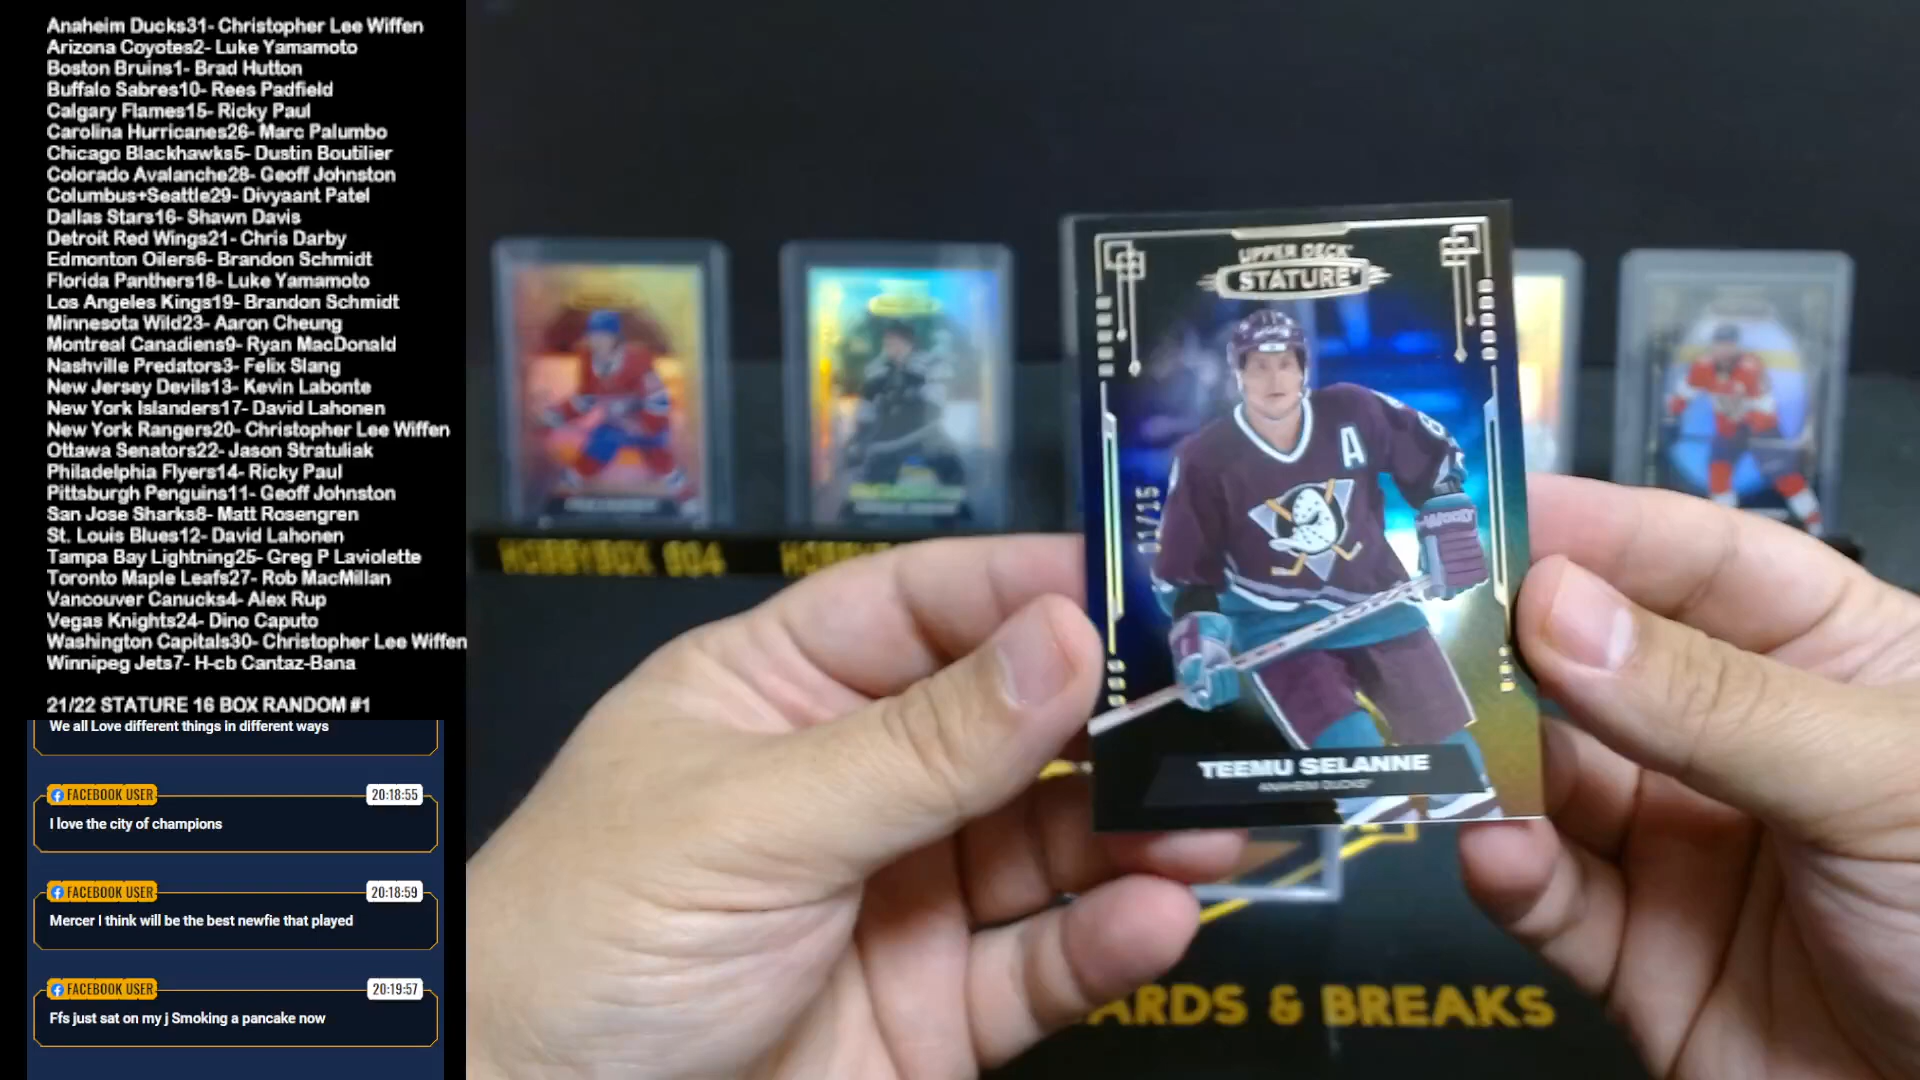 Anaheim Ducks31- Christopher Lee Wiffen
Arizona Coyotes2- Luke Yamamoto
Boston Bruins1- Brad Hutton
Buffalo Sabres10- Rees Padfield
Calgary Flames15- Ricky Paul
Carolina Hurricanes26- Marc Palumbo
Chicago Blackhawks5- Dustin Boutilier
Colorado Avalanche28- Geoff Johnston
Columbus+Seattle29- Divyaant Patel
Dallas Stars16- Shawn Davis
Detroit Red Wings21- Chris Darby
Edmonton Oilers6- Brandon Schmidt
Florida Panthers18- Luke Yamamoto
Los Angeles Kings19- Brandon Schmidt
Minnesota Wild23- Aaron Cheung
Montreal Canadiens9- Ryan MacDonald
Nashville Predators3- Felix Slang
New Jersey Devils13- Kevin Labonte
New York Islanders17- David Lahonen
New York Rangers20- Christopher Lee Wiffen
Ottawa Senators22- Jason Stratuliak
Philadelphia Flyers14- Ricky Paul
Pittsburgh Penguins11- Geoff Johnston
San Jose Sharks8- Matt Rosengren
St. Louis Blues12- David Lahonen
Tampa Bay Lightning25- Greg P Laviolette
Toronto Maple Leafs27- Rob MacMillan
Vancouver Canucks4- Alex Rup
Vegas Knights24- Dino Caputo
Washington Capitals30- Christopher Lee Wiffen
Winnipeg Jets7- H-cb Cantaz-Bana
21/22 STATURE 16 BOX RANDOM #1
We all Love different things in different ways
FACEBOOK USER 20:18:55
I love the city of champions
FACEBOOK USER 20:18:59
Mercer I think will be the best newfie that played
FACEBOOK USER 20:19:57
Ffs just sat on my j Smoking a pancake now
UPPER DECK
STATURE
A
01/15
TEEMU SELANNE
ANAHEIM DUCKS
HOBBYBOX 604
ARDS & BREAKS